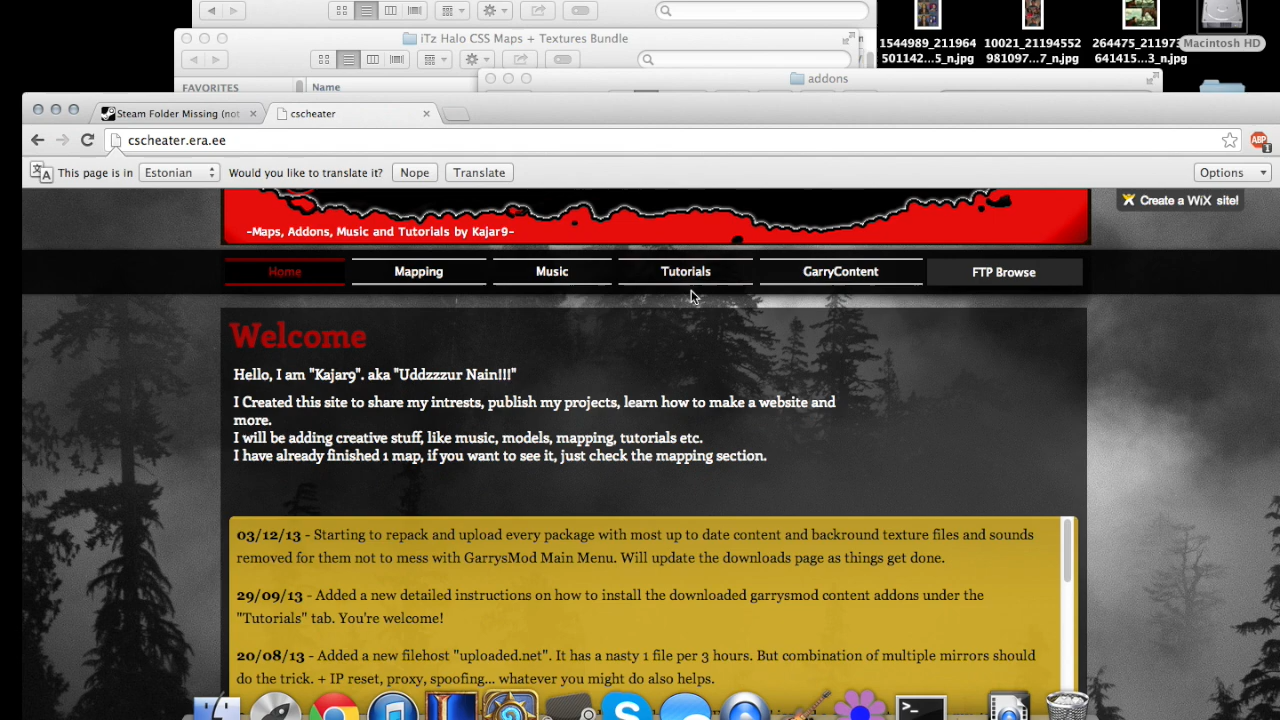 iTz Halo CSS Maps + Textures Bundle
1544989_211964
501142...5_n.jpg
10021_21194552
981097...7_n.jpg
641415...3_n.jpg
Macintosh HD
FAVORITES
Name
addons
Steam Folder Missing (not
cscheater
cscheater.era.ee
ABP
1
This page is in
Estonian
Would you like to translate it?
Nope
Translate
Options
Create a WiX site!
-Maps, Addons, Music and Tutorials by Kajar9-
Home
Mapping
Music
Tutorials
GarryContent
FTP Browse
Welcome
Hello, I am "Kajar9". aka "Uddzzzur Nain!!!"
I Created this site to share my intrests, publish my projects, learn how to make a website and
more.
I will be adding creative stuff, like music, models, mapping, tutorials etc.
I have already finished 1 map, if you want to see it, just check the mapping section.
03/12/13 - Starting to repack and upload every package with most up to date content and backround texture files and sounds
removed for them not to mess with GarrysMod Main Menu. Will update the downloads page as things get done.
29/09/13 - Added a new detailed instructions on how to install the downloaded garrysmod content addons under the
"Tutorials" tab. You're welcome!
20/08/13 - Added a new filehost "uploaded.net". It has a nasty 1 file per 3 hours. But combination of multiple mirrors should
do the trick. + IP reset, proxy, spoofing... whatever you might do also helps.